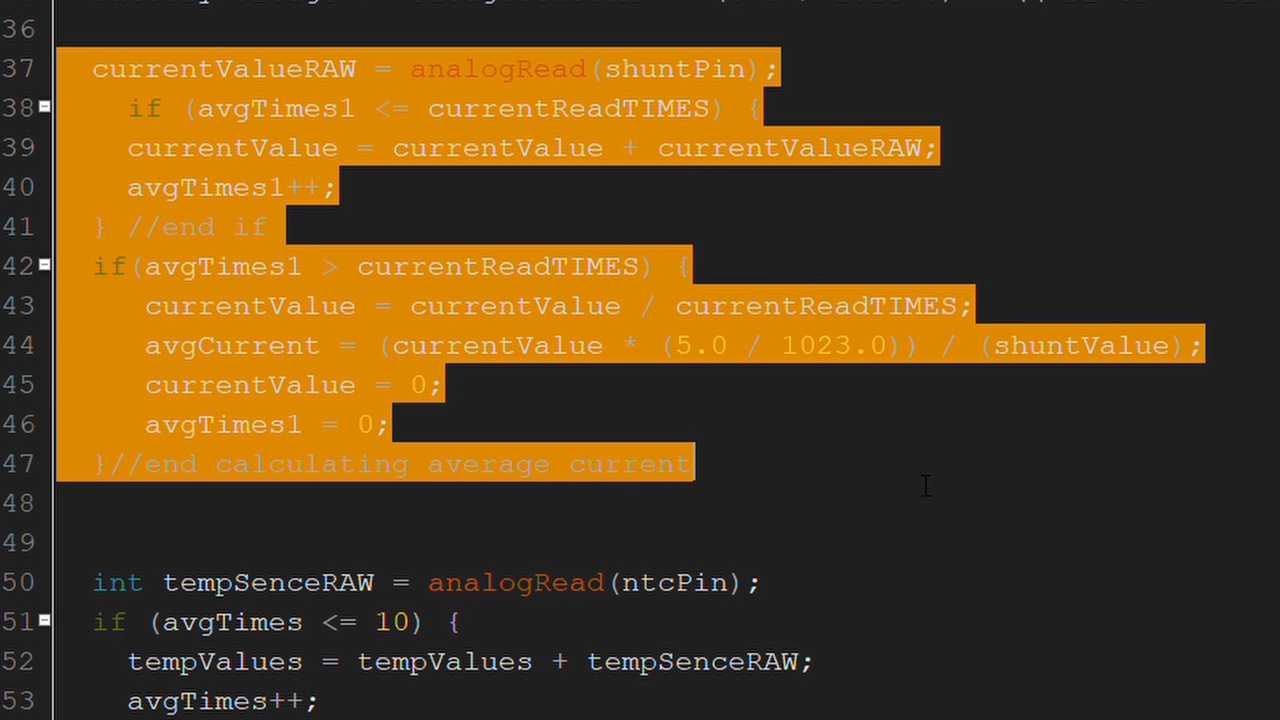 36
37 currentValueRAW = analogRead(shuntPin);
38 if (avgTimes1 <= currentReadTIMES) {
39 currentValue = currentValue + currentValueRAW;
40 avgTimes1++;
41 } //end if
42 if(avgTimes1 > currentReadTIMES) {
43 currentValue = currentValue / currentReadTIMES;
44 avgCurrent = (currentValue * (5.0 / 1023.0)) / (shuntValue);
45 currentValue = 0;
46 avgTimes1 = 0;
47 }//end calculating average current
48
49
50 int tempSenceRAW = analogRead(ntcPin);
51 if (avgTimes <= 10) {
52 tempValues = tempValues + tempSenceRAW;
53 avgTimes++;